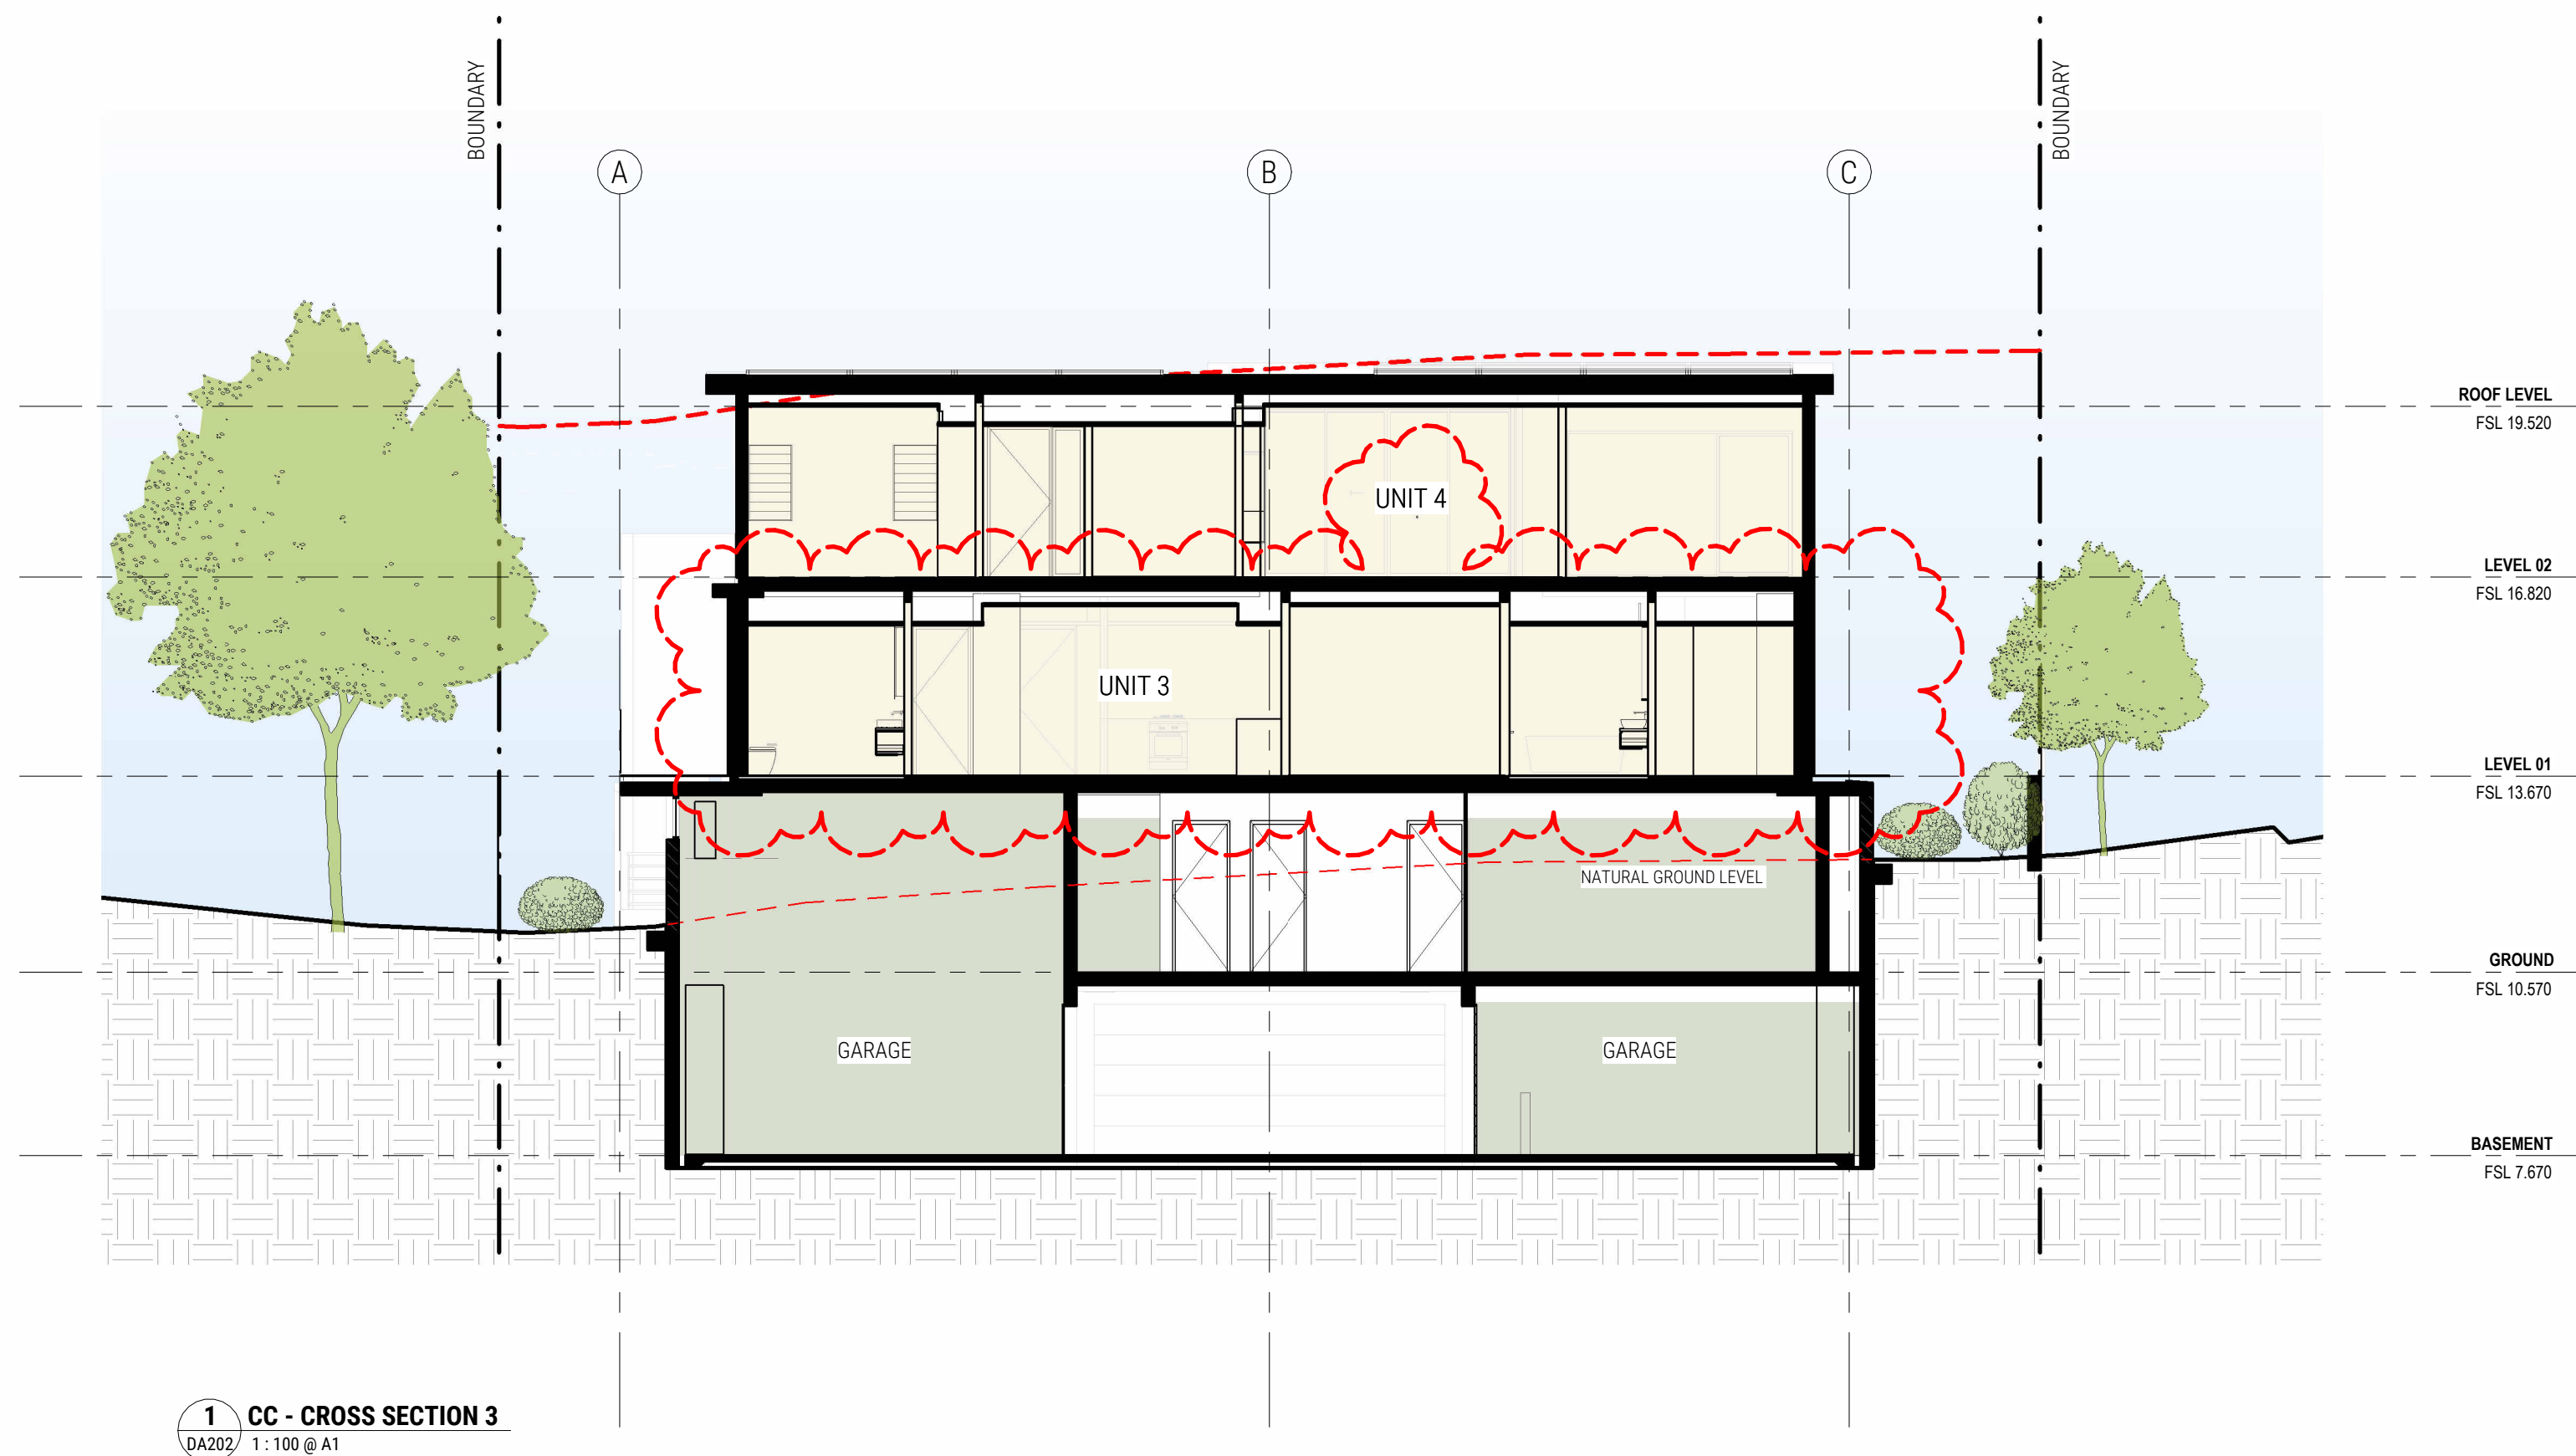 BOUNDARY
BOUNDARY
A
B
C
ROOF LEVEL
FSL 19.520
UNIT 4
LEVEL 02
FSL 16.820
UNIT 3
LEVEL 01
FSL 13.670
NATURAL GROUND LEVEL
GROUND
FSL 10.570
GARAGE
GARAGE
BASEMENT
FSL 7.670
1 CC - CROSS SECTION 3
DA202 1 : 100 @ A1